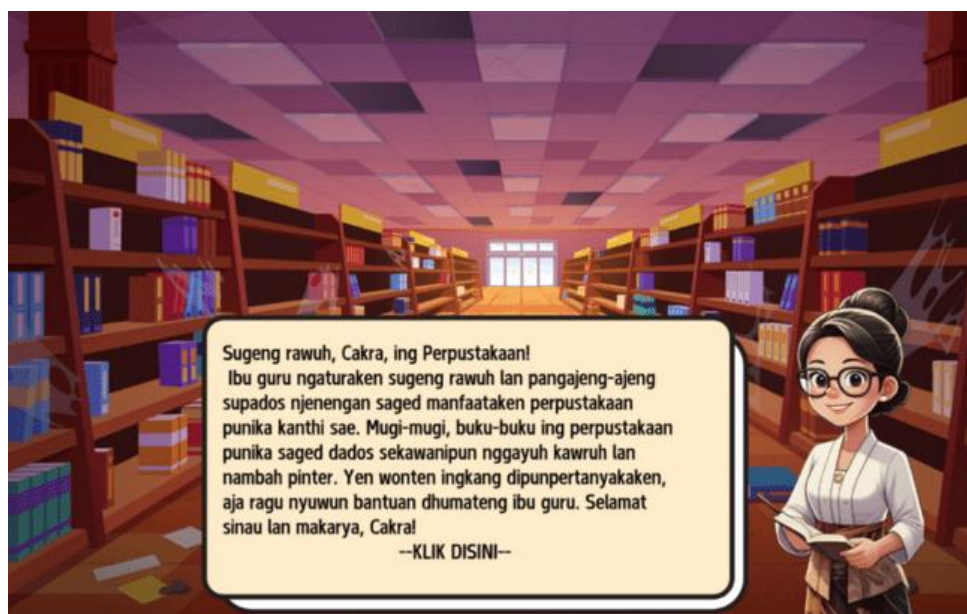 Sugeng rawuh, Cakra, ing Perpustakaan!
Ibu guru ngaturaken sugeng rawuh lan pangajeng-ajeng
supados njenengan saged manfaataken perpustakaan
punika kanthi sae. Mugi-mugi, buku-buku ing perpustakaan
punika saged dados sekawanipun nggayuh kawruh lan
nambah pinter. Yen wonten ingkang dipunpertanyakaken,
aja ragu nyuwun bantuan dhumateng ibu guru. Selamat
sinau lan makarya, Cakra!
--KLIK DISINI--